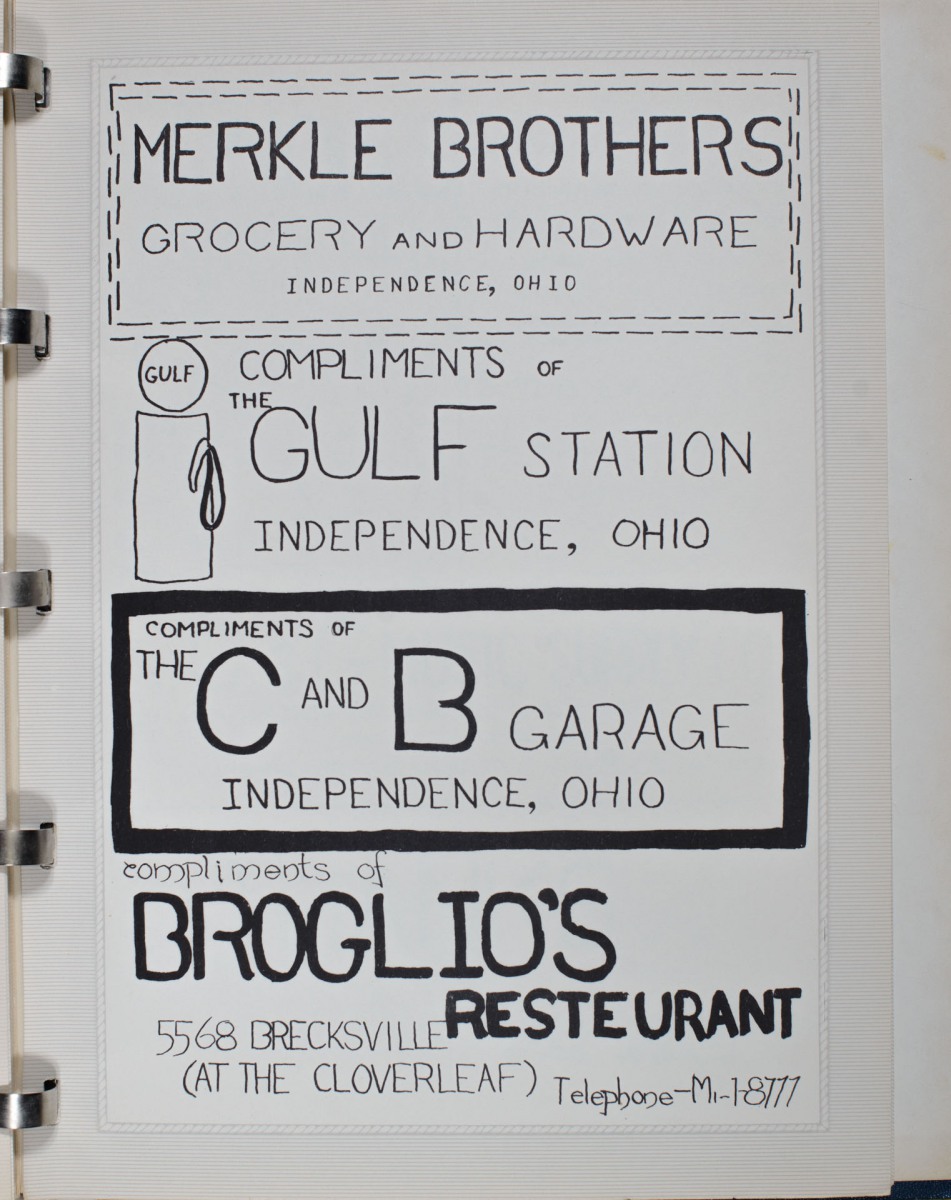 MERKLE BROTHERS
GROCERY AND HARDWARE
INDEPENDENCE, OHIO
GULF
COMPLIMENTS OF
THE
GULF STATION
INDEPENDENCE, OHIO
COMPLIMENTS OF
THE C AND B GARAGE
INDEPENDENCE, OHIO
compliments of
BROGLIO'S
RESTEURANT
5568 BRECKSVILLE
(AT THE CLOVERLEAF)
Telephone-Mi-1-8777